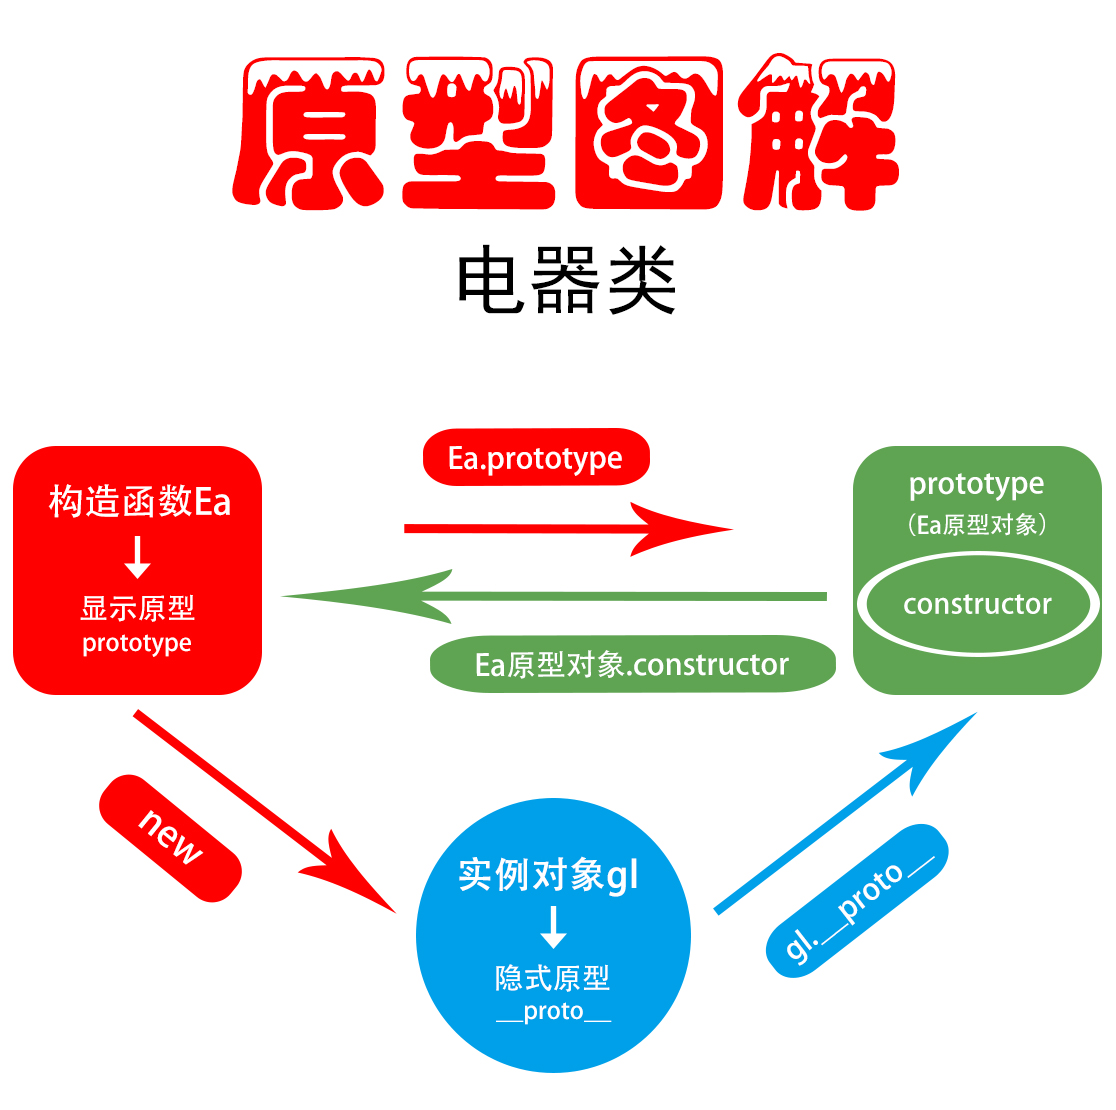 原型图解
电器类
Ea.prototype
构造函数Ea
显示原型
prototype
prototype
（Ea原型对象）
constructor
Ea原型对象.constructor
new
实例对象gl
隐式原型
__proto__
gl.__proto__